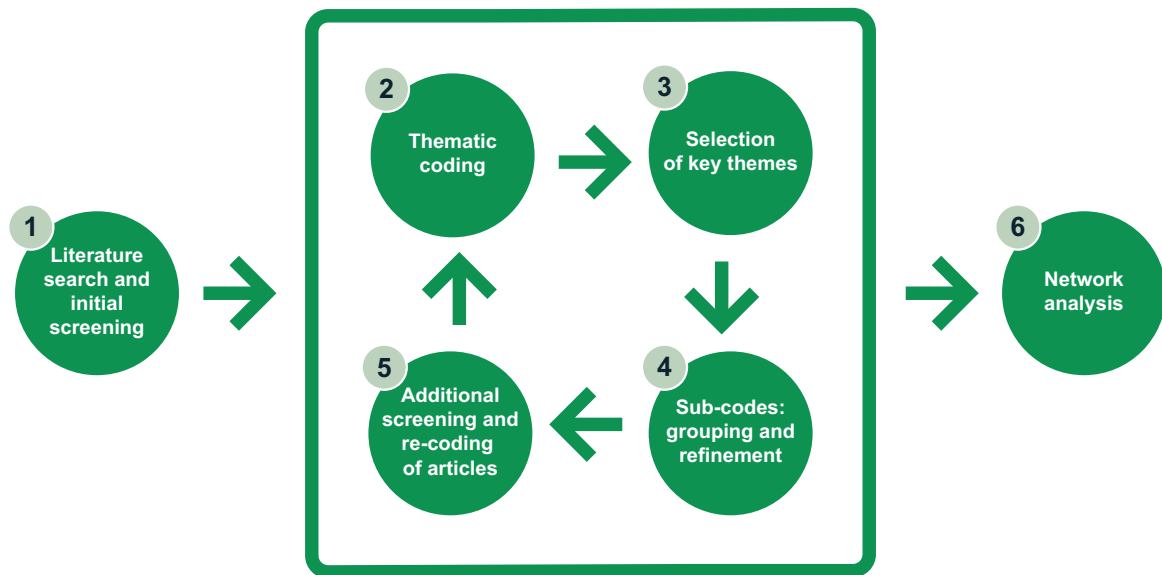 1
Literature
search and
initial
screening
2
Thematic
coding
3
Selection
of key themes
4
Sub-codes:
grouping and
refinement
5
Additional
screening and
re-coding
of articles
6
Network
analysis